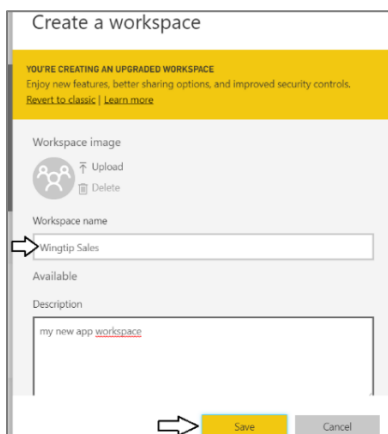 Create a workspace
YOU'RE CREATING AN UPGRADED WORKSPACE
Enjoy new features, better sharing options, and improved security controls.
Revert to classic | Learn more
Workspace image
Upload
Delete
Workspace name
Wingtip Sales
Available
Description
my new app workspace
Save Cancel